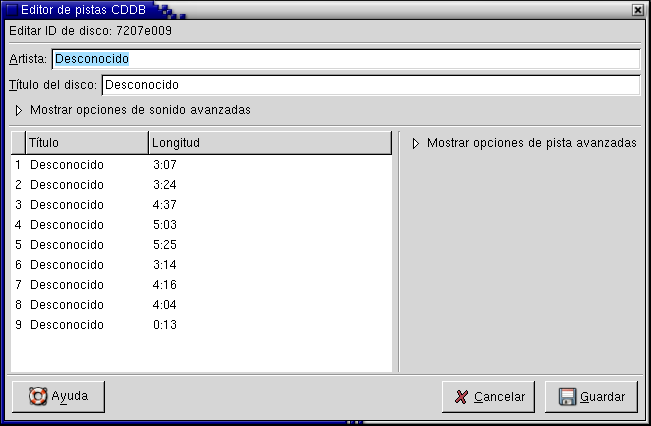 Editor de pistas CDDB
Editar ID de disco: 7207e009
Artista: Desconocido
Título del disco: Desconocido
Mostrar opciones de sonido avanzadas
Título Longitud
1 Desconocido 3:07
2 Desconocido 3:24
3 Desconocido 4:37
4 Desconocido 5:03
5 Desconocido 5:25
6 Desconocido 3:14
7 Desconocido 4:16
8 Desconocido 4:04
9 Desconocido 0:13
Mostrar opciones de pista avanzadas
Ayuda Cancelar Guardar